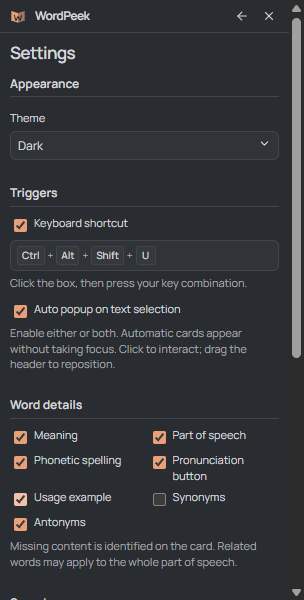 WordPeek
Settings
Appearance
Theme
Dark
Triggers
Keyboard shortcut
Ctrl + Alt + Shift + U
Click the box, then press your key combination.
Auto popup on text selection
Enable either or both. Automatic cards appear
without taking focus. Click to interact; drag the
header to reposition.
Word details
Meaning
Part of speech
Phonetic spelling
Pronunciation
button
Usage example
Synonyms
Antonyms
Missing content is identified on the card. Related
words may apply to the whole part of speech.